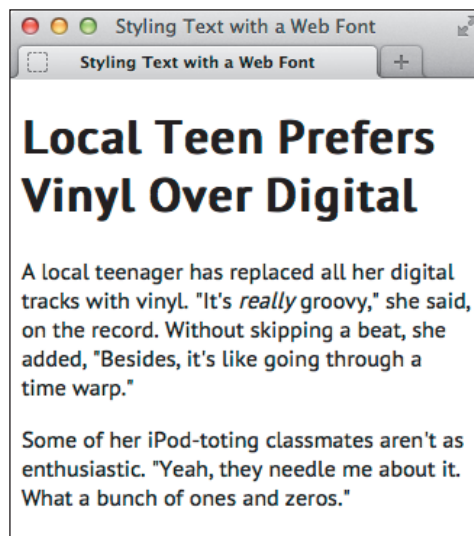 Styling Text with a Web Font
Styling Text with a Web Font
Local Teen Prefers
Vinyl Over Digital
A local teenager has replaced all her digital
tracks with vinyl. "It's really groovy," she said,
on the record. Without skipping a beat, she
added, "Besides, it's like going through a
time warp."
Some of her iPod-toting classmates aren't as
enthusiastic. "Yeah, they needle me about it.
What a bunch of ones and zeros."